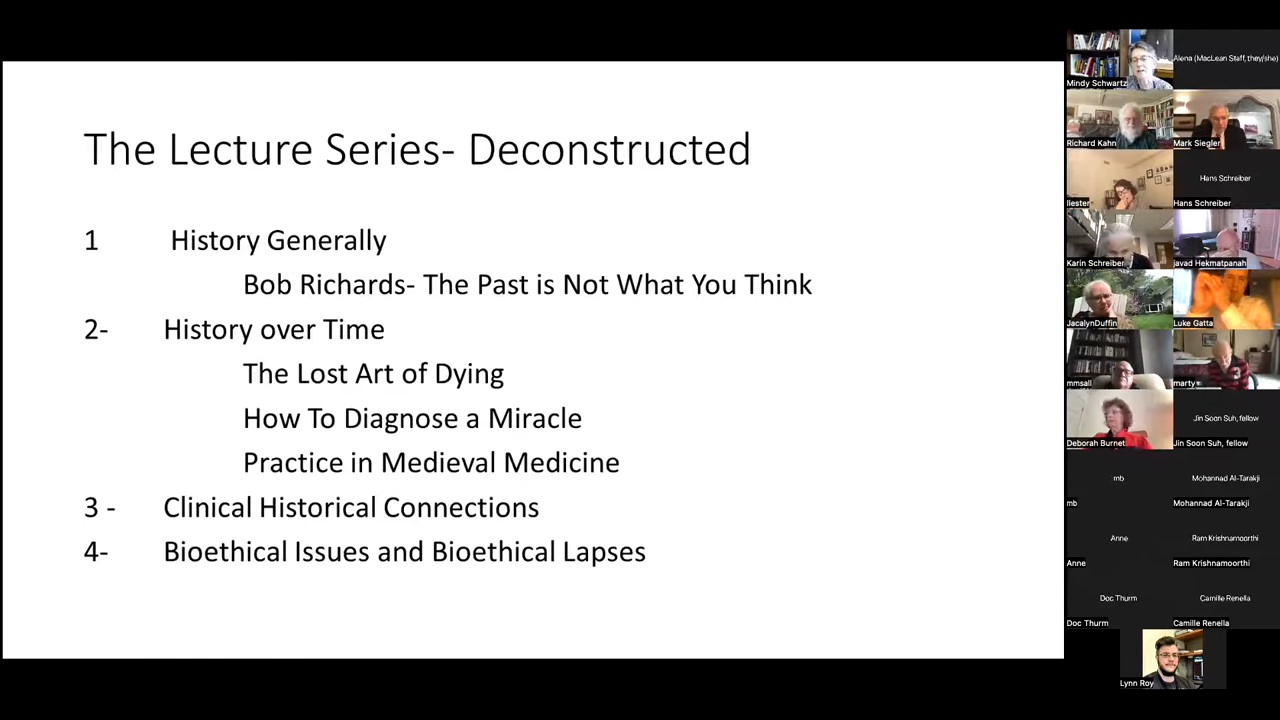 The Lecture Series- Deconstructed
1 History Generally
Bob Richards- The Past is Not What You Think
2- History over Time
The Lost Art of Dying
How To Diagnose a Miracle
Practice in Medieval Medicine
3 - Clinical Historical Connections
4- Bioethical Issues and Bioethical Lapses
Mindy Schwartz
Alena (MacLean Staff, they/she)
Richard Kahn
Mark Siegler
llester
Hans Schreiber
Hans Schreiber
Karin Schreiber
javad Hekmatpanah
JacalynDuffin
Luke Gatta
mmsall
marty
Deborah Burnet
Jin Soon Suh, fellow
Jin Soon Suh, fellow
mb
mb
Mohannad Al-Tarakji
Mohannad Al-Tarakji
Anne
Anne
Ram Krishnamoorthi
Ram Krishnamoorthi
Doc Thurm
Doc Thurm
Camille Renella
Camille Renella
Lynn Roy